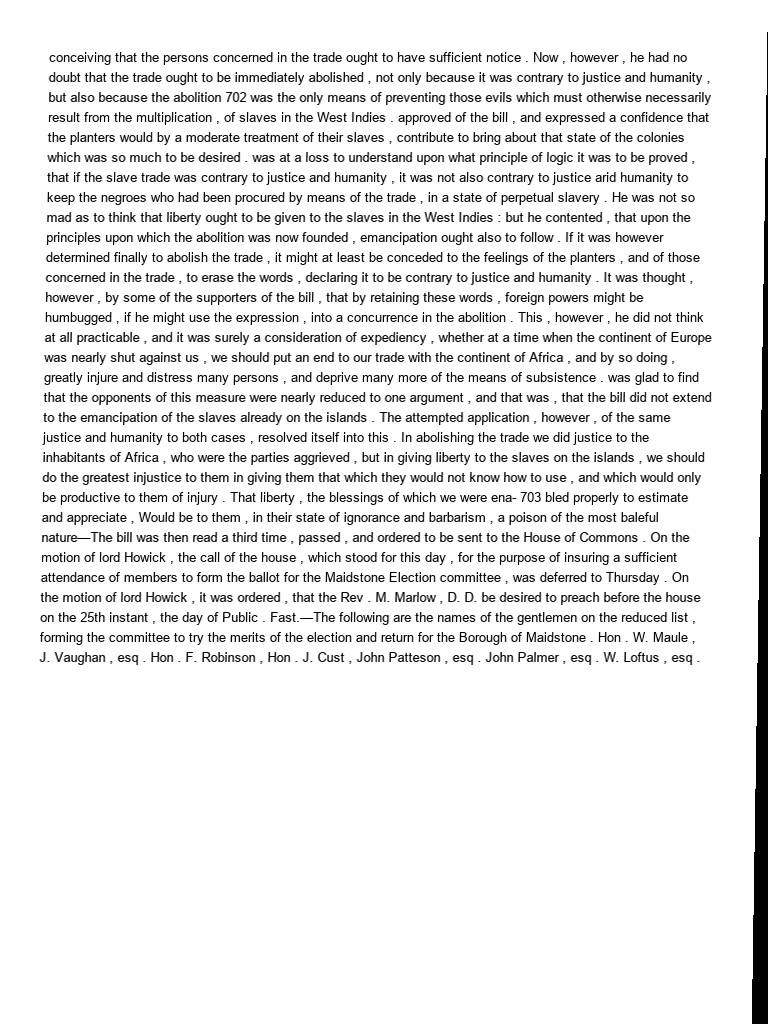 conceiving that the persons concerned in the trade ought to have sufficient notice . Now , however , he had no
doubt that the trade ought to be immediately abolished , not only because it was contrary to justice and humanity ,
but also because the abolition 702 was the only means of preventing those evils which must otherwise necessarily
result from the multiplication , of slaves in the West Indies . approved of the bill , and expressed a confidence that
the planters would by a moderate treatment of their slaves , contribute to bring about that state of the colonies
which was so much to be desired . was at a loss to understand upon what principle of logic it was to be proved ,
that if the slave trade was contrary to justice and humanity , it was not also contrary to justice arid humanity to
keep the negroes who had been procured by means of the trade , in a state of perpetual slavery . He was not so
mad as to think that liberty ought to be given to the slaves in the West Indies : but he contented , that upon the
principles upon which the abolition was now founded , emancipation ought also to follow . If it was however
determined finally to abolish the trade , it might at least be conceded to the feelings of the planters , and of those
concerned in the trade , to erase the words , declaring it to be contrary to justice and humanity . It was thought ,
however , by some of the supporters of the bill , that by retaining these words , foreign powers might be
humbugged , if he might use the expression , into a concurrence in the abolition . This , however , he did not think
at all practicable , and it was surely a consideration of expediency , whether at a time when the continent of Europe
was nearly shut against us , we should put an end to our trade with the continent of Africa , and by so doing ,
greatly injure and distress many persons , and deprive many more of the means of subsistence . was glad to find
that the opponents of this measure were nearly reduced to one argument , and that was , that the bill did not extend
to the emancipation of the slaves already on the islands . The attempted application , however , of the same
justice and humanity to both cases , resolved itself into this . In abolishing the trade we did justice to the
inhabitants of Africa , who were the parties aggrieved , but in giving liberty to the slaves on the islands , we should
do the greatest injustice to them in giving them that which they would not know how to use , and which would only
be productive to them of injury . That liberty , the blessings of which we were ena- 703 bled properly to estimate
and appreciate , Would be to them , in their state of ignorance and barbarism , a poison of the most baleful
nature—The bill was then read a third time , passed , and ordered to be sent to the House of Commons . On the
motion of lord Howick , the call of the house , which stood for this day , for the purpose of insuring a sufficient
attendance of members to form the ballot for the Maidstone Election committee , was deferred to Thursday . On
the motion of lord Howick , it was ordered , that the Rev . M. Marlow , D. D. be desired to preach before the house
on the 25th instant , the day of Public . Fast.—The following are the names of the gentlemen on the reduced list ,
forming the committee to try the merits of the election and return for the Borough of Maidstone . Hon . W. Maule ,
J. Vaughan , esq . Hon . F. Robinson , Hon . J. Cust , John Patteson , esq . John Palmer , esq . W. Loftus , esq .